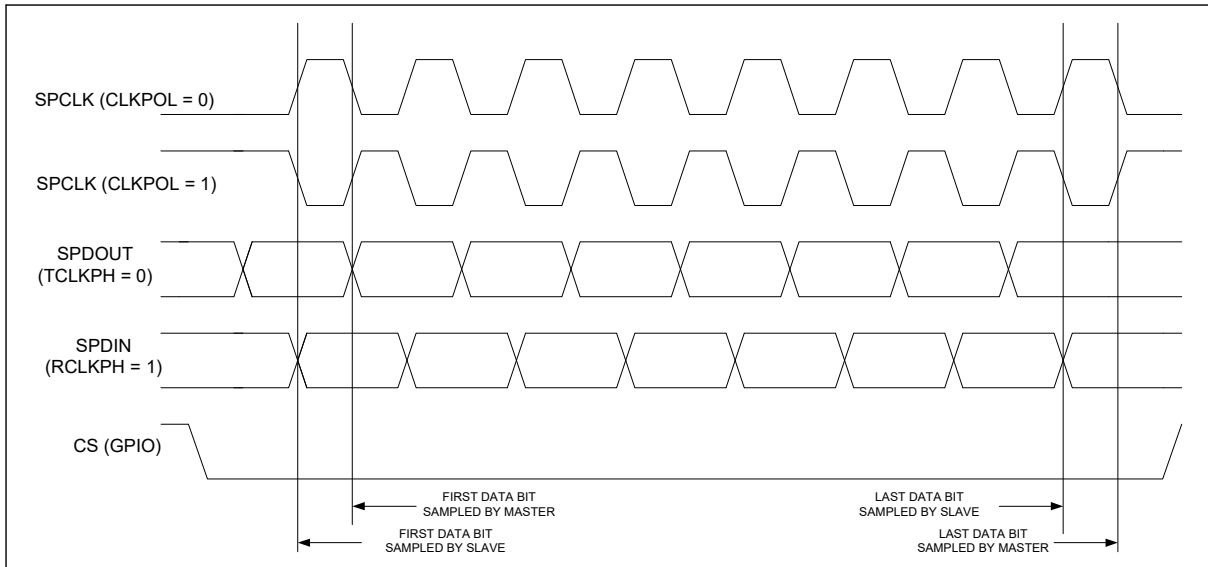 SPCLK (CLKPOL = 0)
SPCLK (CLKPOL = 1)
SPDOUT
(TCLKPH = 0)
SPDIN
(RCLKPH = 1)
CS (GPIO)
FIRST DATA BIT
SAMPLED BY MASTER
LAST DATA BIT
SAMPLED BY SLAVE
FIRST DATA BIT
SAMPLED BY SLAVE
LAST DATA BIT
SAMPLED BY MASTER